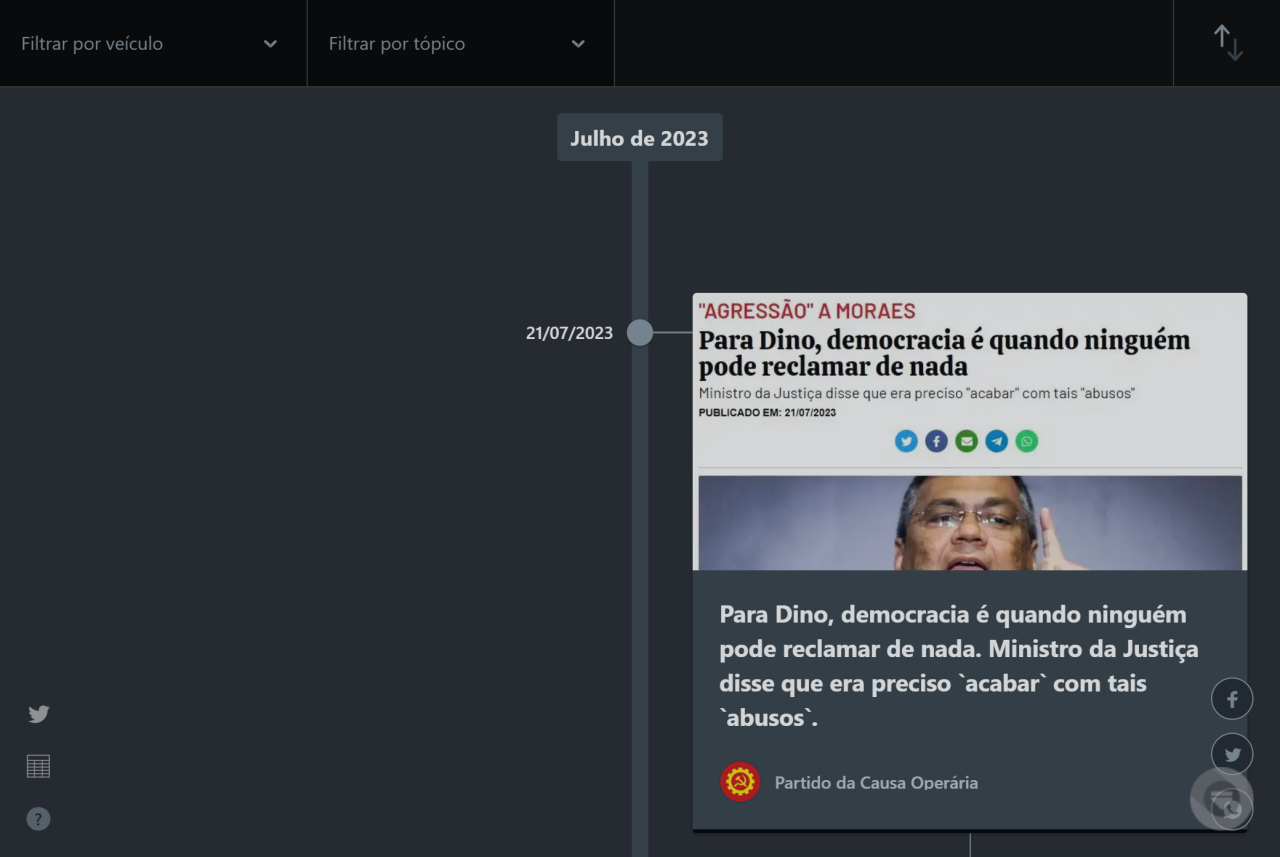 Filtrar por veículo
Filtrar por tópico
Julho de 2023
21/07/2023
"AGRESSÃO" A MORAES
Para Dino, democracia é quando ninguém
pode reclamar de nada
Ministro da Justiça disse que era preciso "acabar" com tais "abusos"
PUBLICADO EM: 21/07/2023
Para Dino, democracia é quando ninguém
pode reclamar de nada. Ministro da Justiça
disse que era preciso `acabar` com tais
`abusos`.
Partido da Causa Operária
?